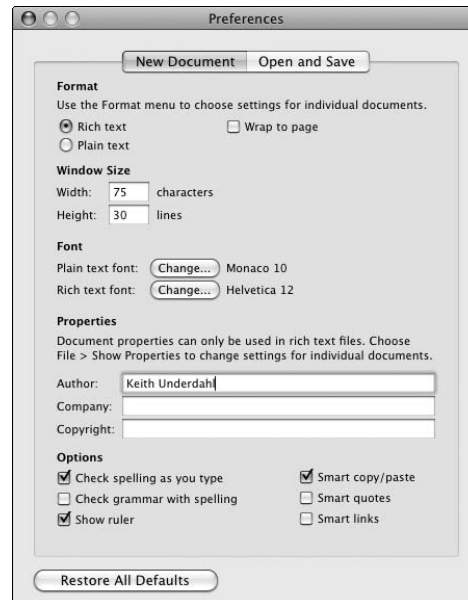 Preferences
New Document Open and Save
Format
Use the Format menu to choose settings for individual documents.
Rich text Wrap to page
Plain text
Window Size
Width: 75 characters
Height: 30 lines
Font
Plain text font: Change... Monaco 10
Rich text font: Change... Helvetica 12
Properties
Document properties can only be used in rich text files. Choose
File > Show Properties to change settings for individual documents.
Author: Keith Underdahl
Company:
Copyright:
Options
Check spelling as you type Smart copy/paste
Check grammar with spelling Smart quotes
Show ruler Smart links
Restore All Defaults